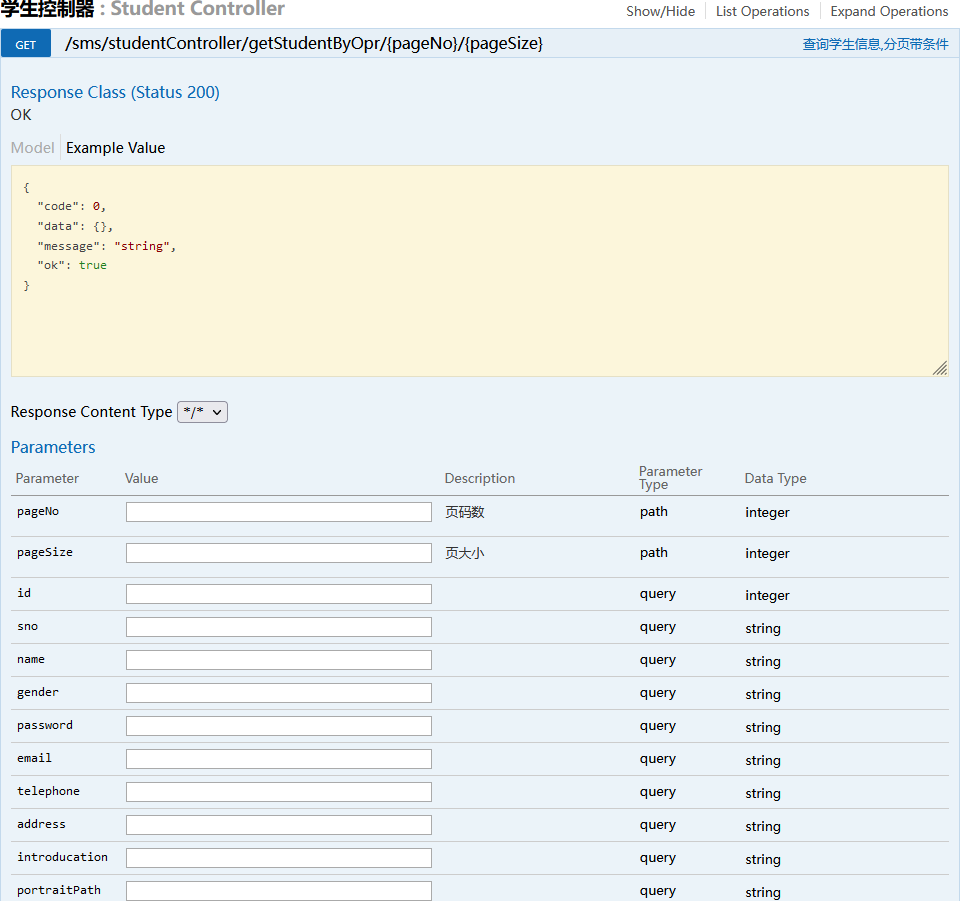 学生控制器 : Student Controller Show/Hide List Operations Expand Operations
GET /sms/studentController/getStudentByOpr/{pageNo}/{pageSize} 查询学生信息,分页带条件
Response Class (Status 200)
OK
Model Example Value
{
"code": 0,
"data": {},
"message": "string",
"ok": true
}
Response Content Type */*
Parameters
Parameter Value Description Parameter Type Data Type
pageNo 页码数 path integer
pageSize 页大小 path integer
id query integer
sno query string
name query string
gender query string
password query string
email query string
telephone query string
address query string
introducation query string
portraitPath query string